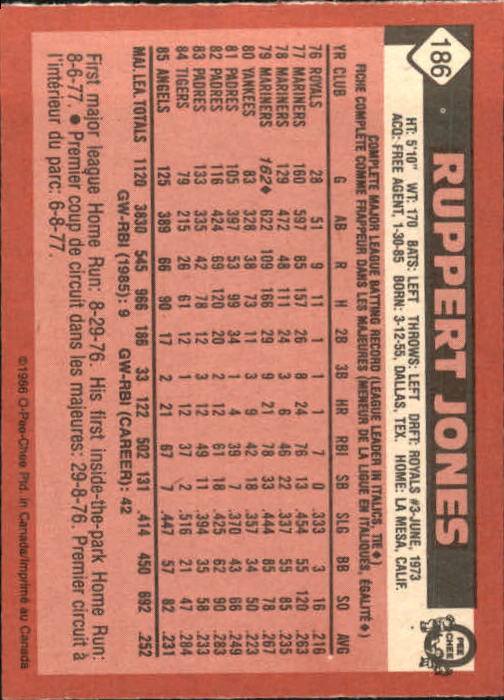 186
RUPPERT JONES
O PEE CHEE
HT: 5'10" WT: 170 BATS: LEFT THROWS: LEFT DRFT: ROYALS #3-JUNE, 1973
ACQ: FREE AGENT, 1-30-85 BORN: 3-12-55, DALLAS, TEX. HOME: LA MESA, CALIF.
COMPLETE MAJOR LEAGUE BATTING RECORD (LEAGUE LEADER IN ITALICS, TIE ♦)
FICHE COMPLÈTE COMME FRAPPEUR DANS LES MAJEURES (MENEUR DE LA LIGUE EN ITALIQUES, ÉGALITÉ ♦)
YR CLUB G AB R H 2B 3B HR RBI SB SLG BB SO AVG
76 ROYALS 28 51 9 11 1 1 1 7 0 .333 3 16 .216
77 MARINERS 160 597 85 157 26 8 24 76 13 .454 55 120 .263
78 MARINERS 129 472 48 111 24 3 6 46 22 .337 55 85 .235
79 MARINERS 162♦ 622 109 166 29 9 21 78 33 .444 85 78 .267
80 YANKEES 83 328 38 73 11 3 9 42 18 .357 34 50 .223
81 PADRES 105 397 53 99 34 1 4 39 7 .370 43 66 .249
82 PADRES 116 424 69 120 20 2 12 61 18 .425 62 90 .283
83 PADRES 133 335 42 78 12 3 12 49 11 .394 35 58 .233
84 TIGERS 79 215 26 61 12 1 12 37 2 .516 21 47 .284
85 ANGELS 125 389 66 90 17 2 21 67 7 .447 57 82 .231
MAJ. LEA. TOTALS 1120 3830 545 966 186 33 122 502 131 .414 450 692 .252
GW-RBI (1985): 9 GW-RBI (CAREER): 42
First major league Home Run: 8-29-76. His first inside-the-park Home Run:
8-6-77. ● Premier coup de circuit dans les majeures: 29-8-76. Premier circuit à
l'intérieur du parc: 6-8-77.
©1986 O-Pee-Chee Ptd. in Canada/Imprimé au Canada